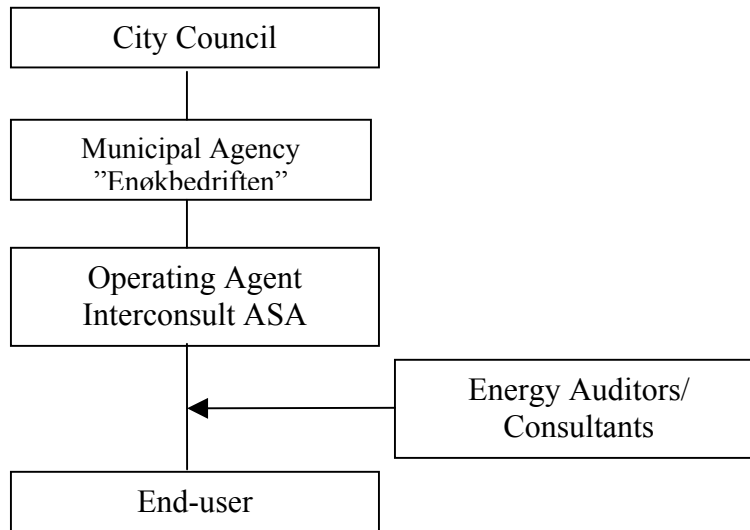 City Council
Municipal Agency
”Enøkbedriften”
Operating Agent
Interconsult ASA
Energy Auditors/
Consultants
End-user